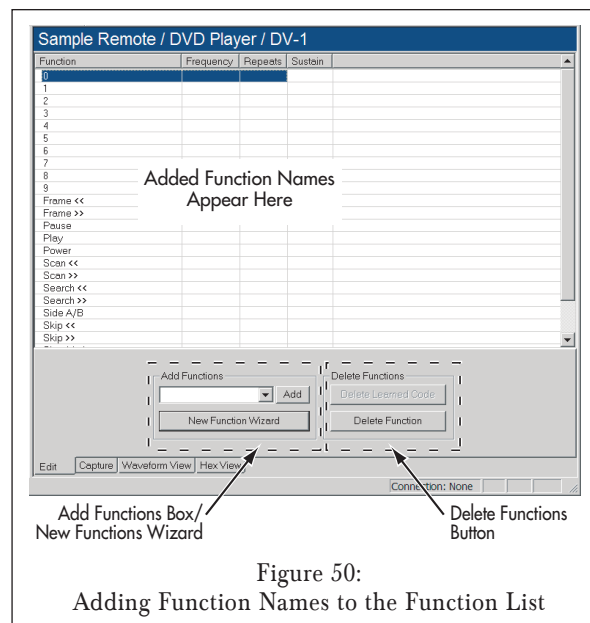 Sample Remote / DVD Player / DV-1
Function Frequency Repeats Sustain
0
1
2
3
4
5
6
7
8
9
Added Function Names
Appear Here
Frame <<
Frame >>
Pause
Play
Power
Scan <<
Scan >>
Search <<
Search >>
Side A/B
Skip <<
Skip >>
Add Functions
Add
New Function Wizard
Delete Functions
Delete Learned Code
Delete Function
Edit Capture Waveform View Hex View
Connection: None
Add Functions Box/
New Functions Wizard
Delete Functions
Button
Figure 50:
Adding Function Names to the Function List